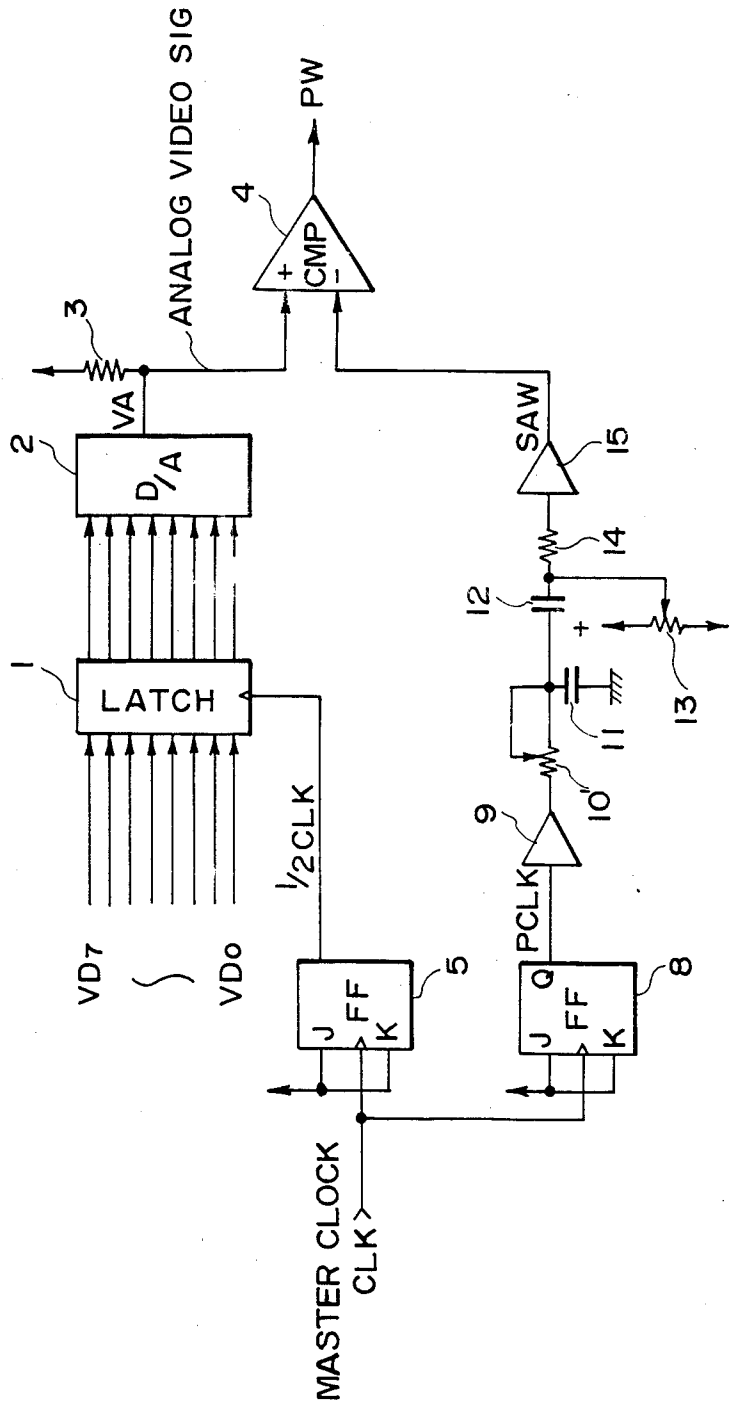 ANALOG VIDEO SIG
3
VA
2
D/A
1
LATCH
VD7
VD0
4
+
CMP
−
PW
1/2CLK
J
FF
K
5
MASTER CLOCK
CLK>
J
Q
FF
K
8
PCLK
9
10
11
12
+
13
14
SAW
15